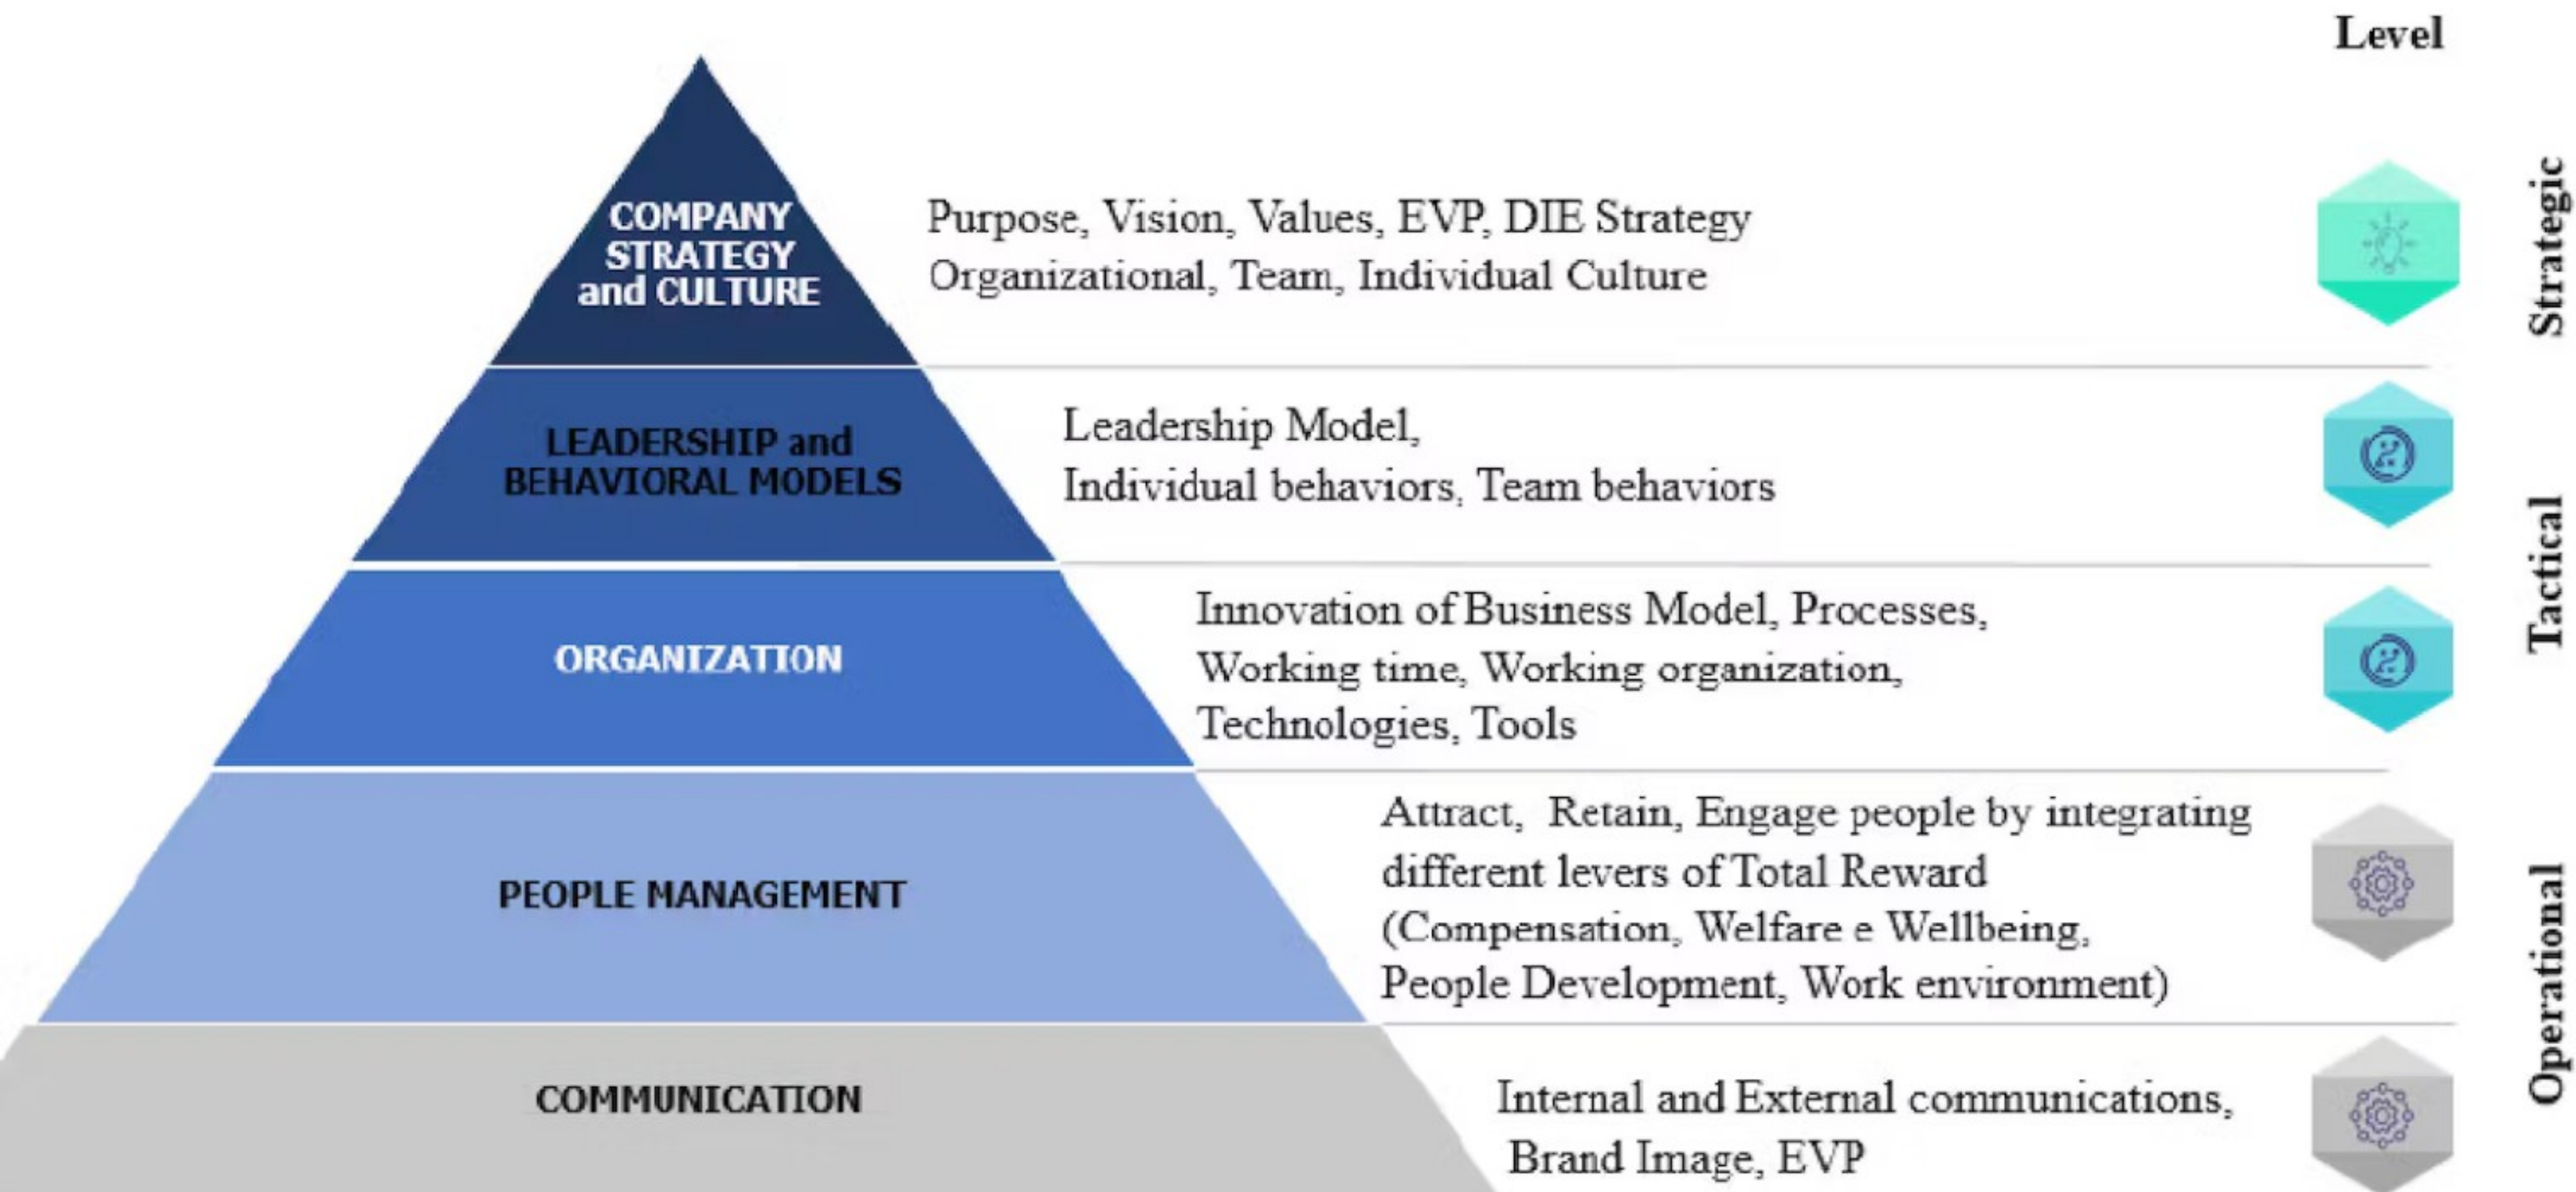 Level
COMPANY
STRATEGY
and CULTURE
Purpose, Vision, Values, EVP, DIE Strategy
Organizational, Team, Individual Culture
Strategic
LEADERSHIP and
BEHAVIORAL MODELS
Leadership Model,
Individual behaviors, Team behaviors
Tactical
ORGANIZATION
Innovation of Business Model, Processes,
Working time, Working organization,
Technologies, Tools
PEOPLE MANAGEMENT
Attract, Retain, Engage people by integrating
different levers of Total Reward
(Compensation, Welfare e Wellbeing,
People Development, Work environment)
Operational
COMMUNICATION
Internal and External communications,
Brand Image, EVP